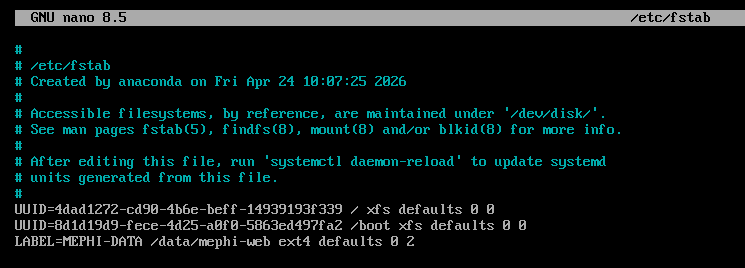 GNU nano 8.5 /etc/fstab
#
# /etc/fstab
# Created by anaconda on Fri Apr 24 10:07:25 2026
#
# Accessible filesystems, by reference, are maintained under '/dev/disk/'.
# See man pages fstab(5), findfs(8), mount(8) and/or blkid(8) for more info.
#
# After editing this file, run 'systemctl daemon-reload' to update systemd
# units generated from this file.
#
UUID=4dad1272-cd90-4b6e-beff-14939193f339 / xfs defaults 0 0
UUID=8d1d19d9-fece-4d25-a0f0-5863ed497fa2 /boot xfs defaults 0 0
LABEL=MEPHI-DATA /data/mephi-web ext4 defaults 0 2